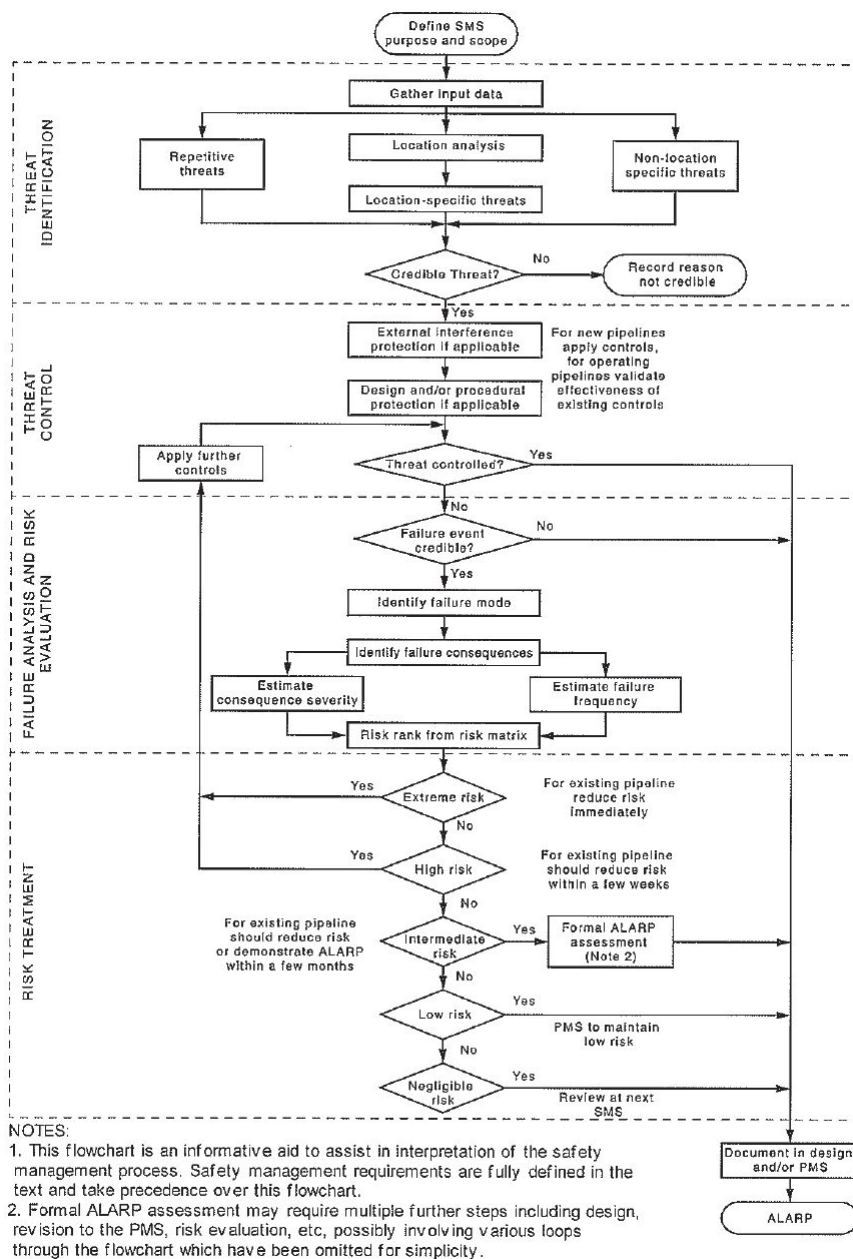 Define SMS
purpose and scope
THREAT
IDENTIFICATION
Gather input data
Repetitive
threats
Location analysis
Non-location
specific threats
Location-specific threats
Credible Threat?
No
Record reason
not credible
Yes
THREAT
CONTROL
External interference
protection if applicable
For new pipelines
apply controls,
for operating
pipelines validate
effectiveness of
existing controls
Design and/or procedural
protection if applicable
Apply further
controls
Threat controlled?
Yes
No
FAILURE ANALYSIS AND RISK
EVALUATION
Failure event
credible?
No
Yes
Identify failure mode
Identify failure consequences
Estimate
consequence severity
Estimate failure
frequency
Risk rank from risk matrix
RISK TREATMENT
Yes
Extreme risk
For existing pipeline
reduce risk
immediately
No
Yes
High risk
For existing pipeline
should reduce risk
within a few weeks
No
For existing pipeline
should reduce risk
or demonstrate ALARP
within a few months
Intermediate
risk
Yes
Formal ALARP
assessment
(Note 2)
No
Low risk
Yes
PMS to maintain
low risk
No
Negligible
risk
Yes
Review at next
SMS
NOTES:
1. This flowchart is an informative aid to assist in interpretation of the safety
management process. Safety management requirements are fully defined in the
text and take precedence over this flowchart.
2. Formal ALARP assessment may require multiple further steps including design,
revision to the PMS, risk evaluation, etc, possibly involving various loops
through the flowchart which have been omitted for simplicity.
Document in design
and/or PMS
ALARP